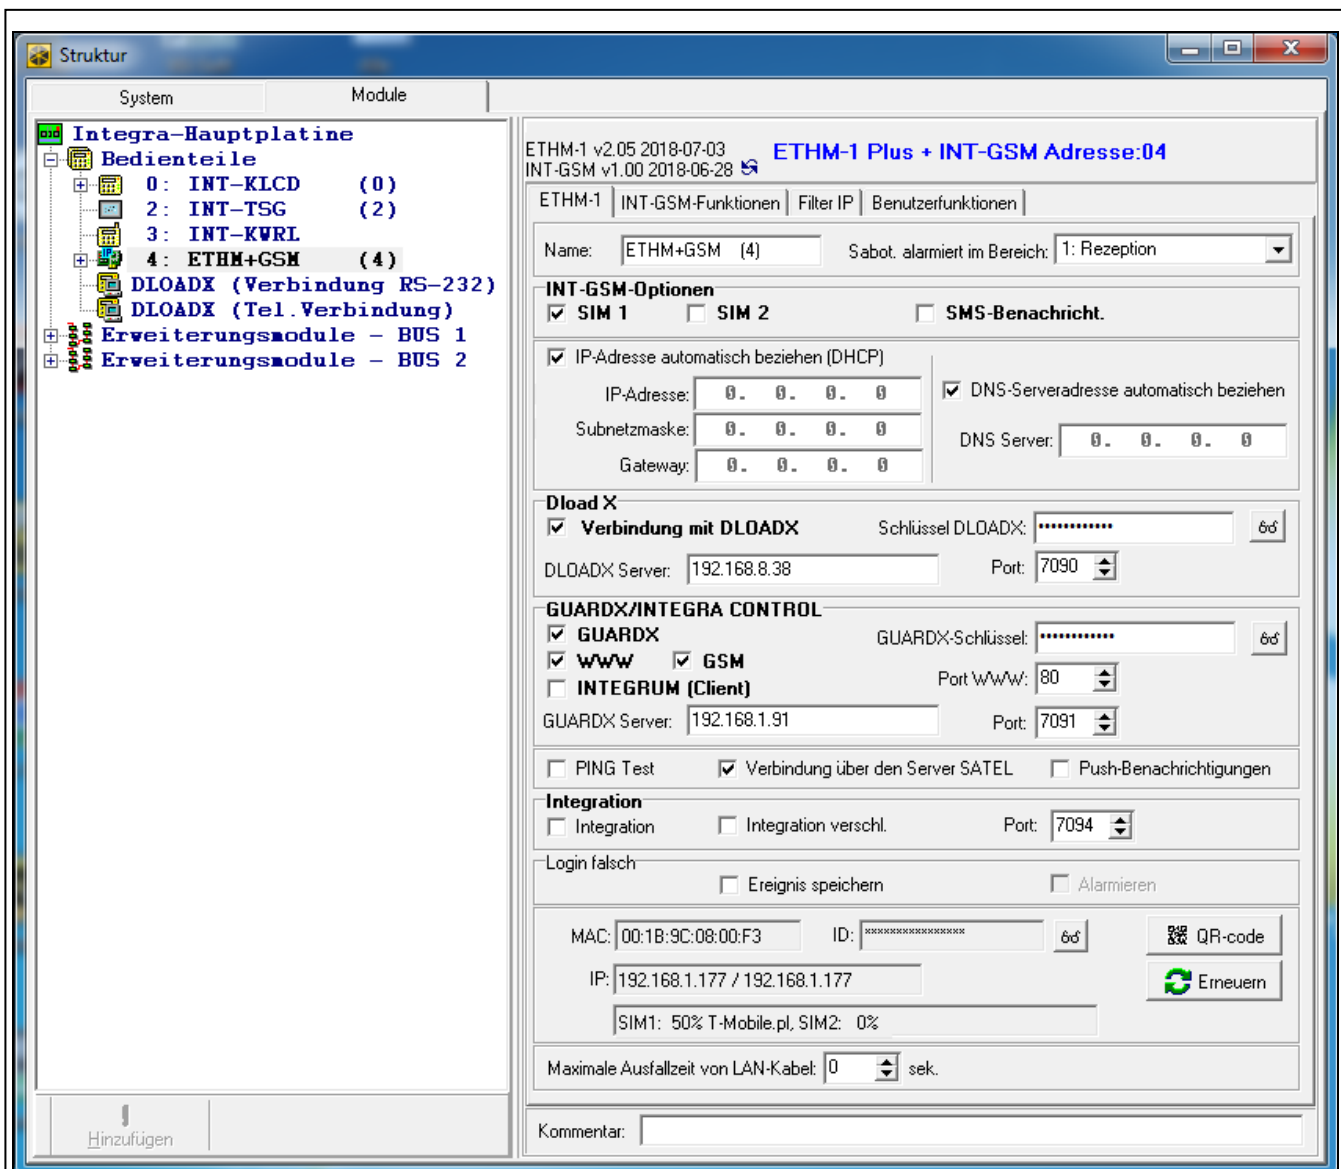 Struktur
System Module
Integra-Hauptplatine
Bedienteile
0: INT-KLCD (0)
2: INT-TSG (2)
3: INT-KWRL
4: ETHM+GSM (4)
DLOADX (Verbindung RS-232)
DLOADX (Tel.Verbindung)
Erweiterungsmodule - BUS 1
Erweiterungsmodule - BUS 2
Hinzufügen
ETHM-1 v2.05 2018-07-03
INT-GSM v1.00 2018-06-28
ETHM-1 Plus + INT-GSM Adresse:04
ETHM-1 INT-GSM-Funktionen Filter IP Benutzerfunktionen
Name: ETHM+GSM (4) Sabot. alarmiert im Bereich: 1: Rezeption
INT-GSM-Optionen
SIM 1 SIM 2 SMS-Benachricht.
IP-Adresse automatisch beziehen (DHCP)
IP-Adresse: 0. 0. 0. 0
Subnetzmaske: 0. 0. 0. 0
Gateway: 0. 0. 0. 0
DNS-Serveradresse automatisch beziehen
DNS Server: 0. 0. 0. 0
Dload X
Verbindung mit DLOADX Schlüssel DLOADX: ••••••••••••
DLOADX Server: 192.168.8.38 Port: 7090
GUARDX/INTEGRA CONTROL
GUARDX GUARDX-Schlüssel: ••••••••••••
WWW GSM Port WWW: 80
INTEGRUM (Client)
GUARDX Server: 192.168.1.91 Port: 7091
PING Test Verbindung über den Server SATEL Push-Benachrichtigungen
Integration
Integration Integration verschl. Port: 7094
Login falsch
Ereignis speichern Alarmieren
MAC: 00:1B:9C:08:00:F3 ID: **************** QR-code
IP: 192.168.1.177 / 192.168.1.177 Erneuern
SIM1: 50% T-Mobile.pl, SIM2: 0%
Maximale Ausfallzeit von LAN-Kabel: 0 sek.
Kommentar: